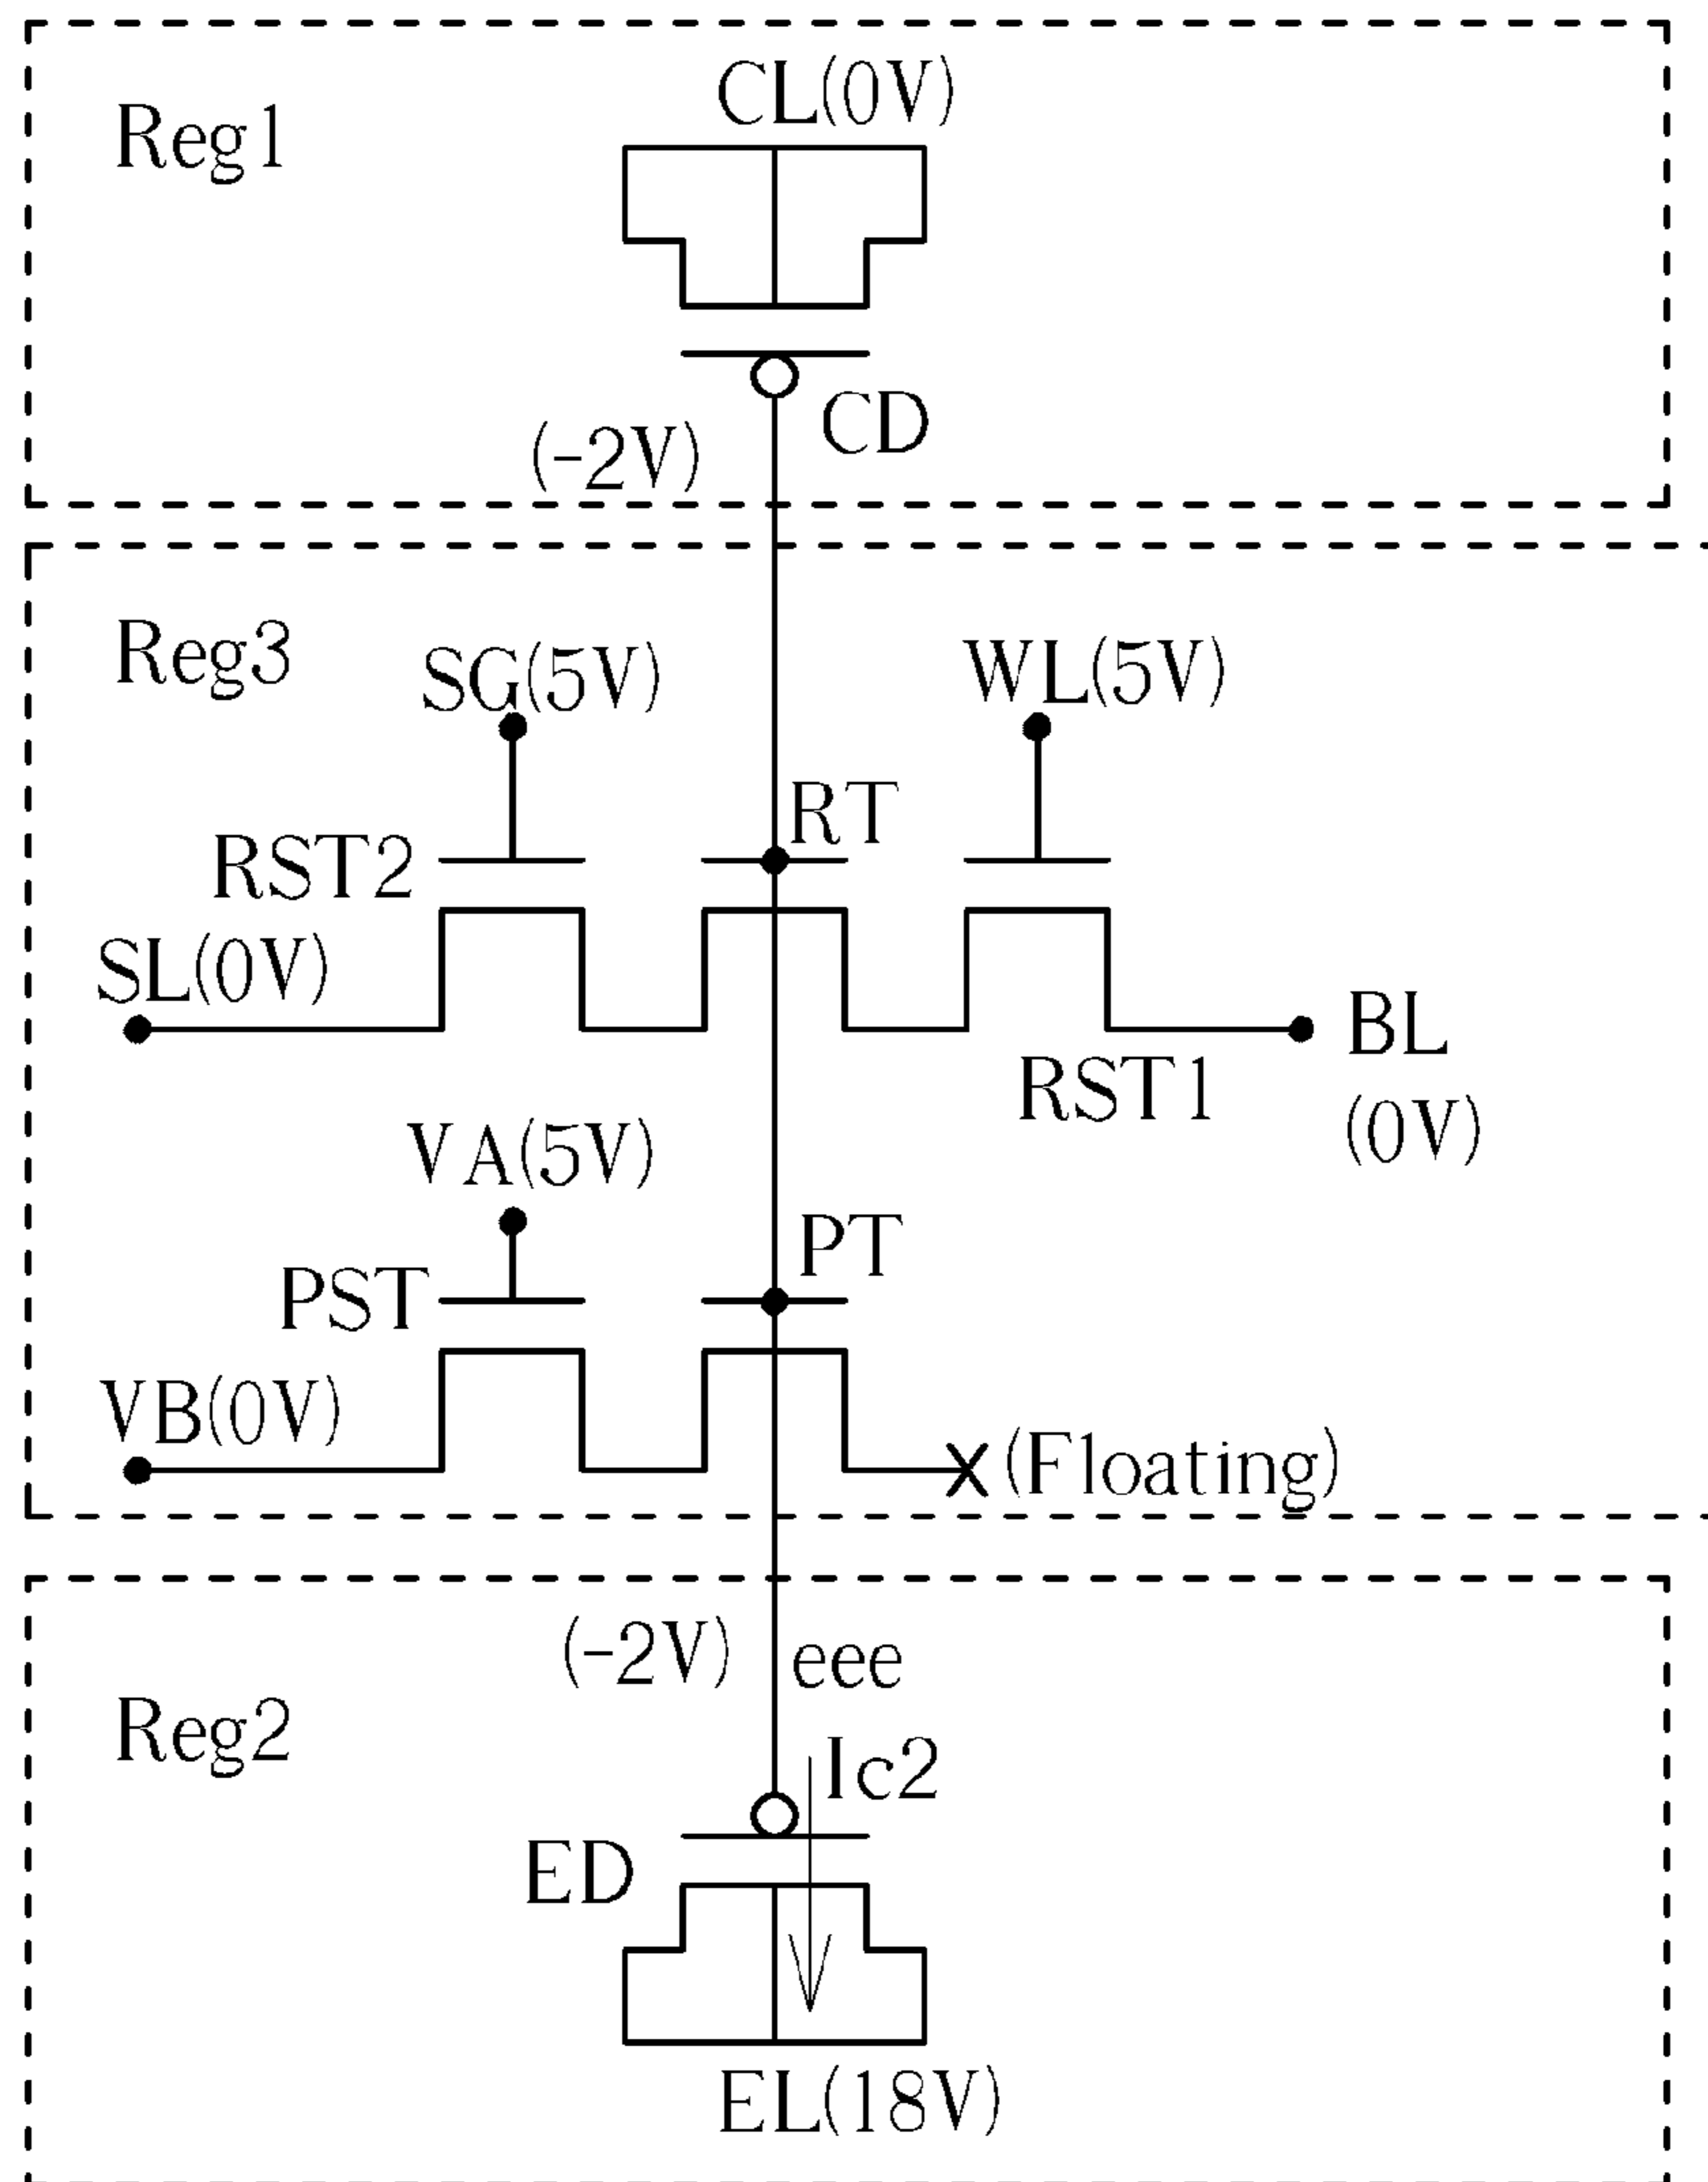 CL(0V)
Reg1
CD
(-2V)
Reg3
SG(5V)
WL(5V)
RT
RST2
SL(0V)
BL
(0V)
RST1
VA(5V)
PT
PST
VB(0V)
(Floating)
(-2V)
eee
Reg2
Ic2
ED
EL(18V)